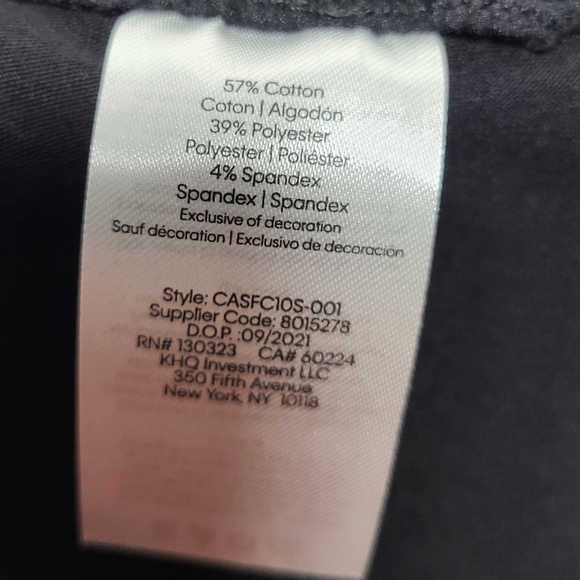 57% Cotton
Coton | Algodón
39% Polyester
Polyester | Poliéster
4% Spandex
Spandex | Spandex
Exclusive of decoration
Sauf décoration | Exclusivo de decoración
Style: CASFC10S-001
Supplier Code: 8015278
D.O.P. :09/2021
RN# 130323 CA# 60224
KHQ Investment LLC
350 Fifth Avenue
New York, NY 10118